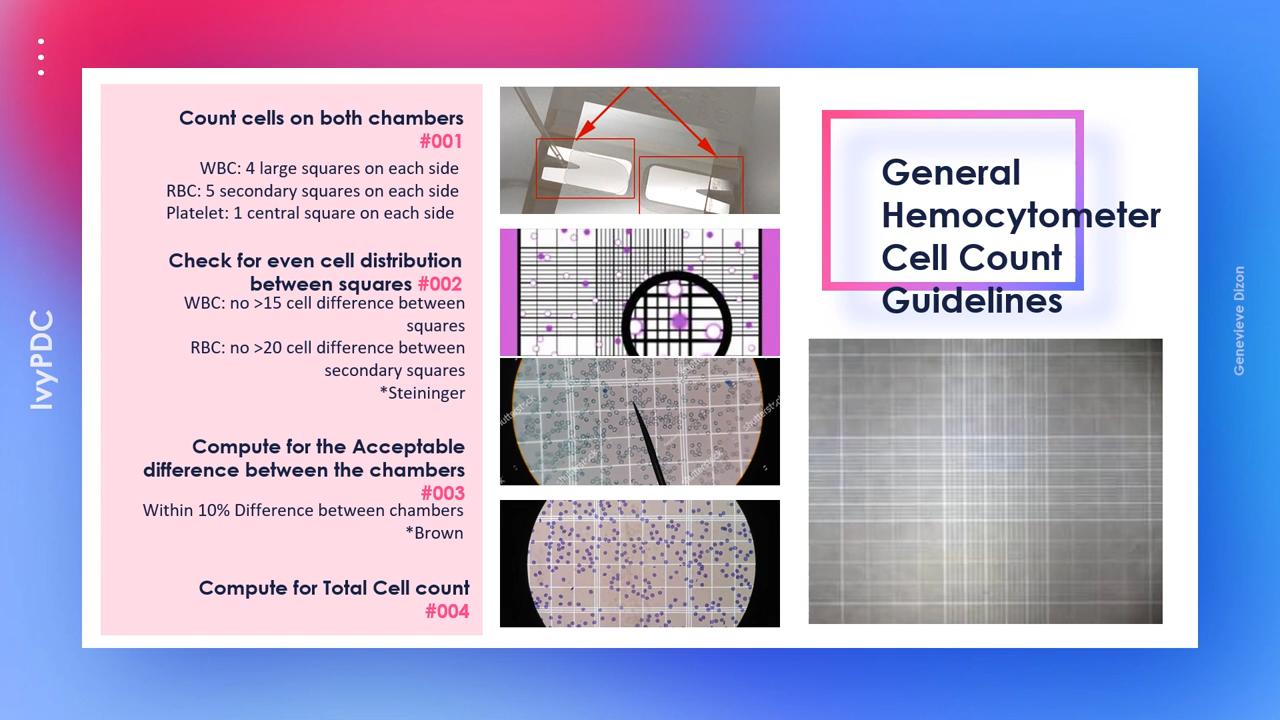 Count cells on both chambers
#001
WBC: 4 large squares on each side
RBC: 5 secondary squares on each side
Platelet: 1 central square on each side
Check for even cell distribution
between squares #002
WBC: no >15 cell difference between
squares
RBC: no >20 cell difference between
secondary squares
*Steininger
Compute for the Acceptable
difference between the chambers
#003
Within 10% Difference between chambers
*Brown
Compute for Total Cell count
#004
General
Hemocytometer
Cell Count
Guidelines
IvyPDC
Genevieve Dizon